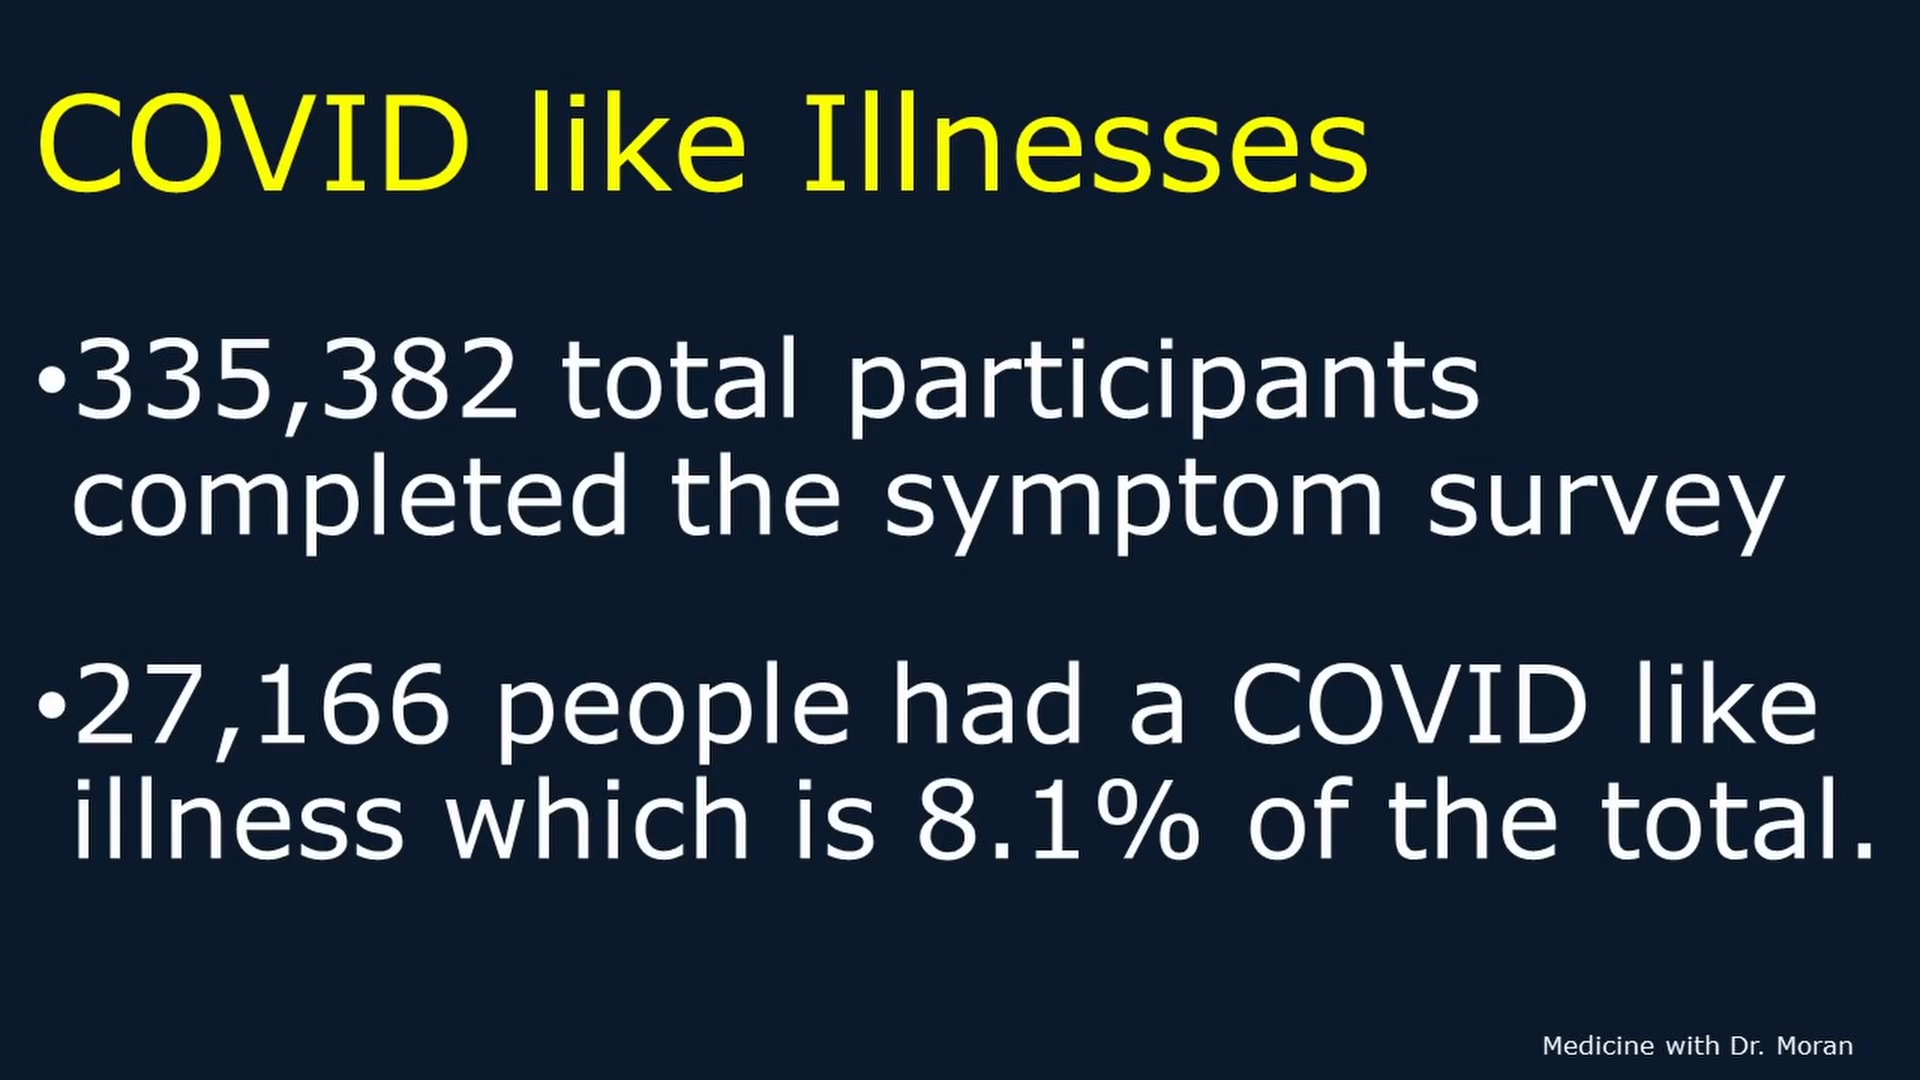 COVID like Illnesses
•335,382 total participants
completed the symptom survey
•27,166 people had a COVID like
illness which is 8.1% of the total.
Medicine with Dr. Moran